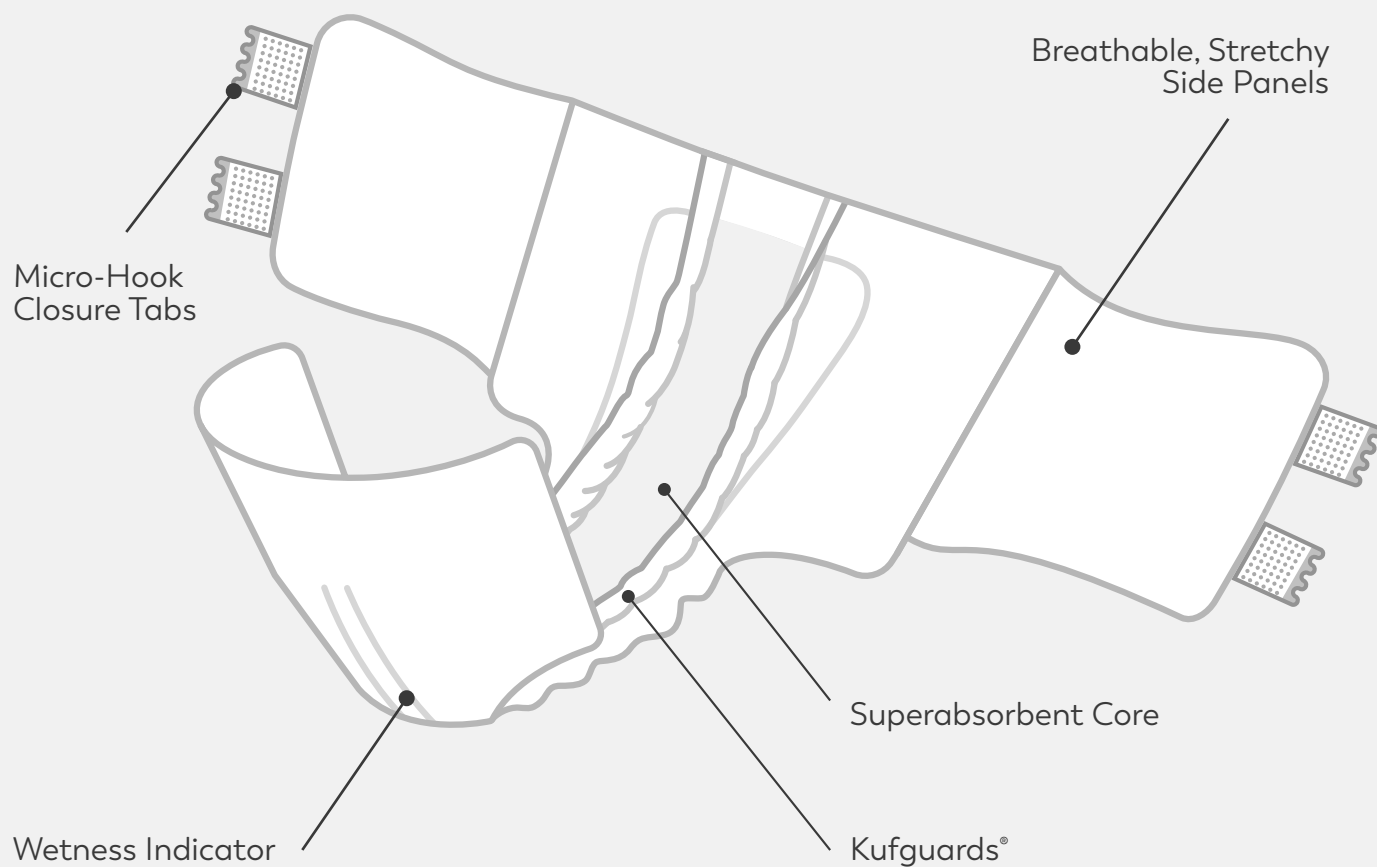 Breathable, Stretchy
Side Panels
Micro-Hook
Closure Tabs
Superabsorbent Core
Wetness Indicator
Kufguards®